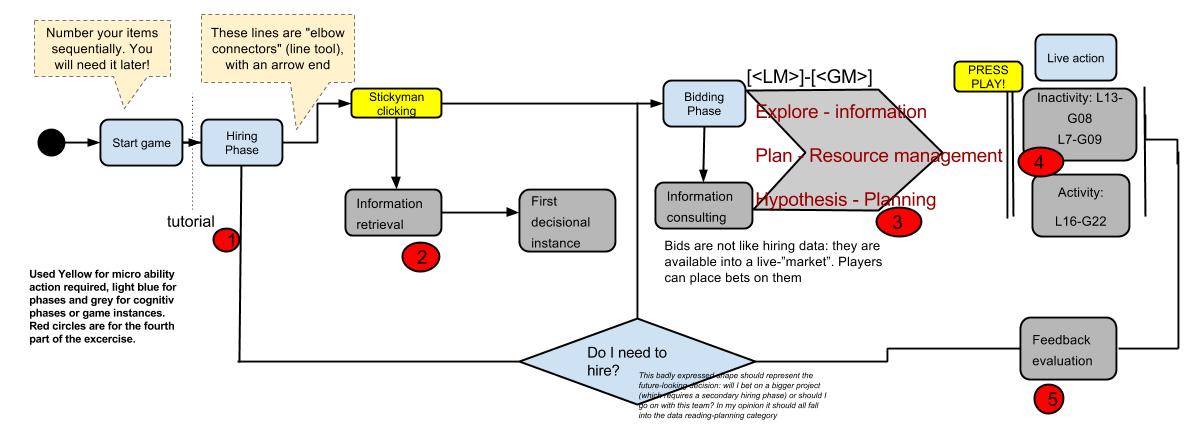 Number your items
sequentially. You
will need it later!
These lines are "elbow
connectors" (line tool),
with an arrow end
Start game
Hiring
Phase
tutorial
1
Stickyman
clicking
Information
retrieval
2
First
decisional
instance
Bidding
Phase
Information
consulting
[<LM>]-[<GM>]
Explore - information
Plan - Resource management
Hypothesis - Planning
3
Bids are not like hiring data: they are
available into a live-"market". Players
can place bets on them
PRESS
PLAY!
Live action
Inactivity: L13-
G08
L7-G09
4
Activity:
L16-G22
Used Yellow for micro ability
action required, light blue for
phases and grey for cognitiv
phases or game instances.
Red circles are for the fourth
part of the excercise.
Do I need to
hire?
This badly expressed shape should represent the
future-looking decision: will I bet on a bigger project
(which requires a secondary hiring phase) or should I
go on with this team? In my opinion it should all fall
into the data reading-planning category
Feedback
evaluation
5